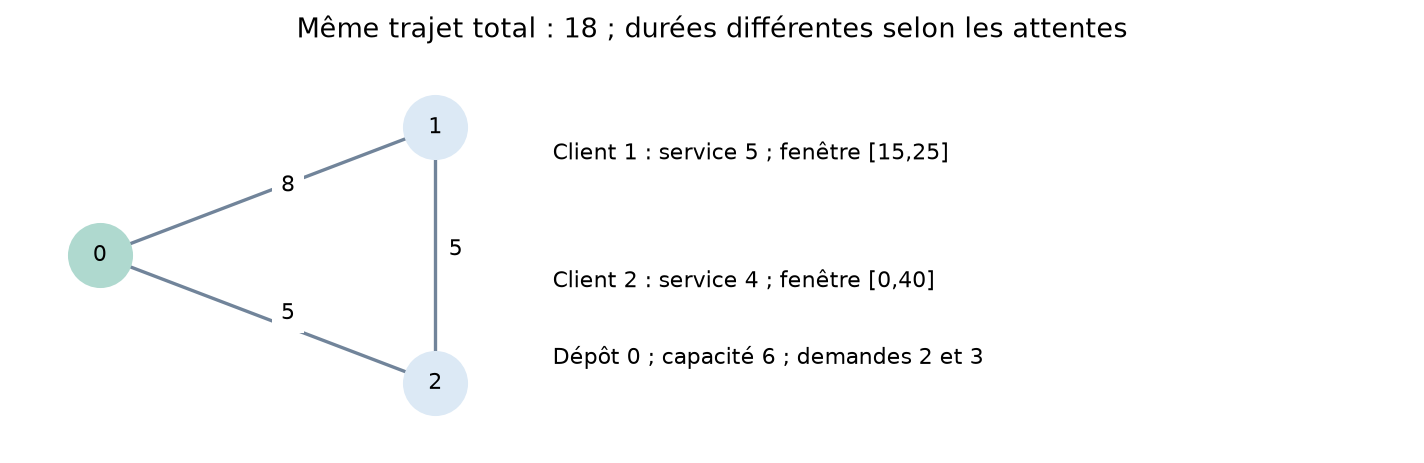 Même trajet total : 18 ; durées différentes selon les attentes
1
Client 1 : service 5 ; fenêtre [15,25]
8
5
0
Client 2 : service 4 ; fenêtre [0,40]
5
Dépôt 0 ; capacité 6 ; demandes 2 et 3
2